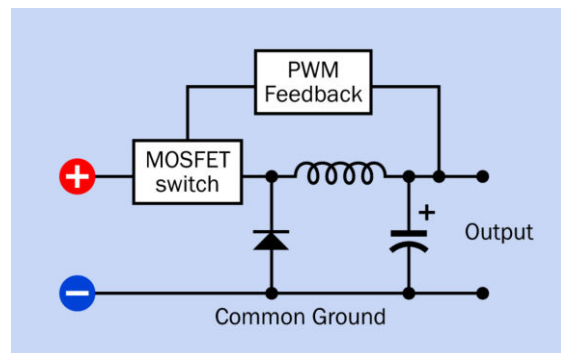 PWM
Feedback
MOSFET
switch
+
+
Output
−
Common Ground